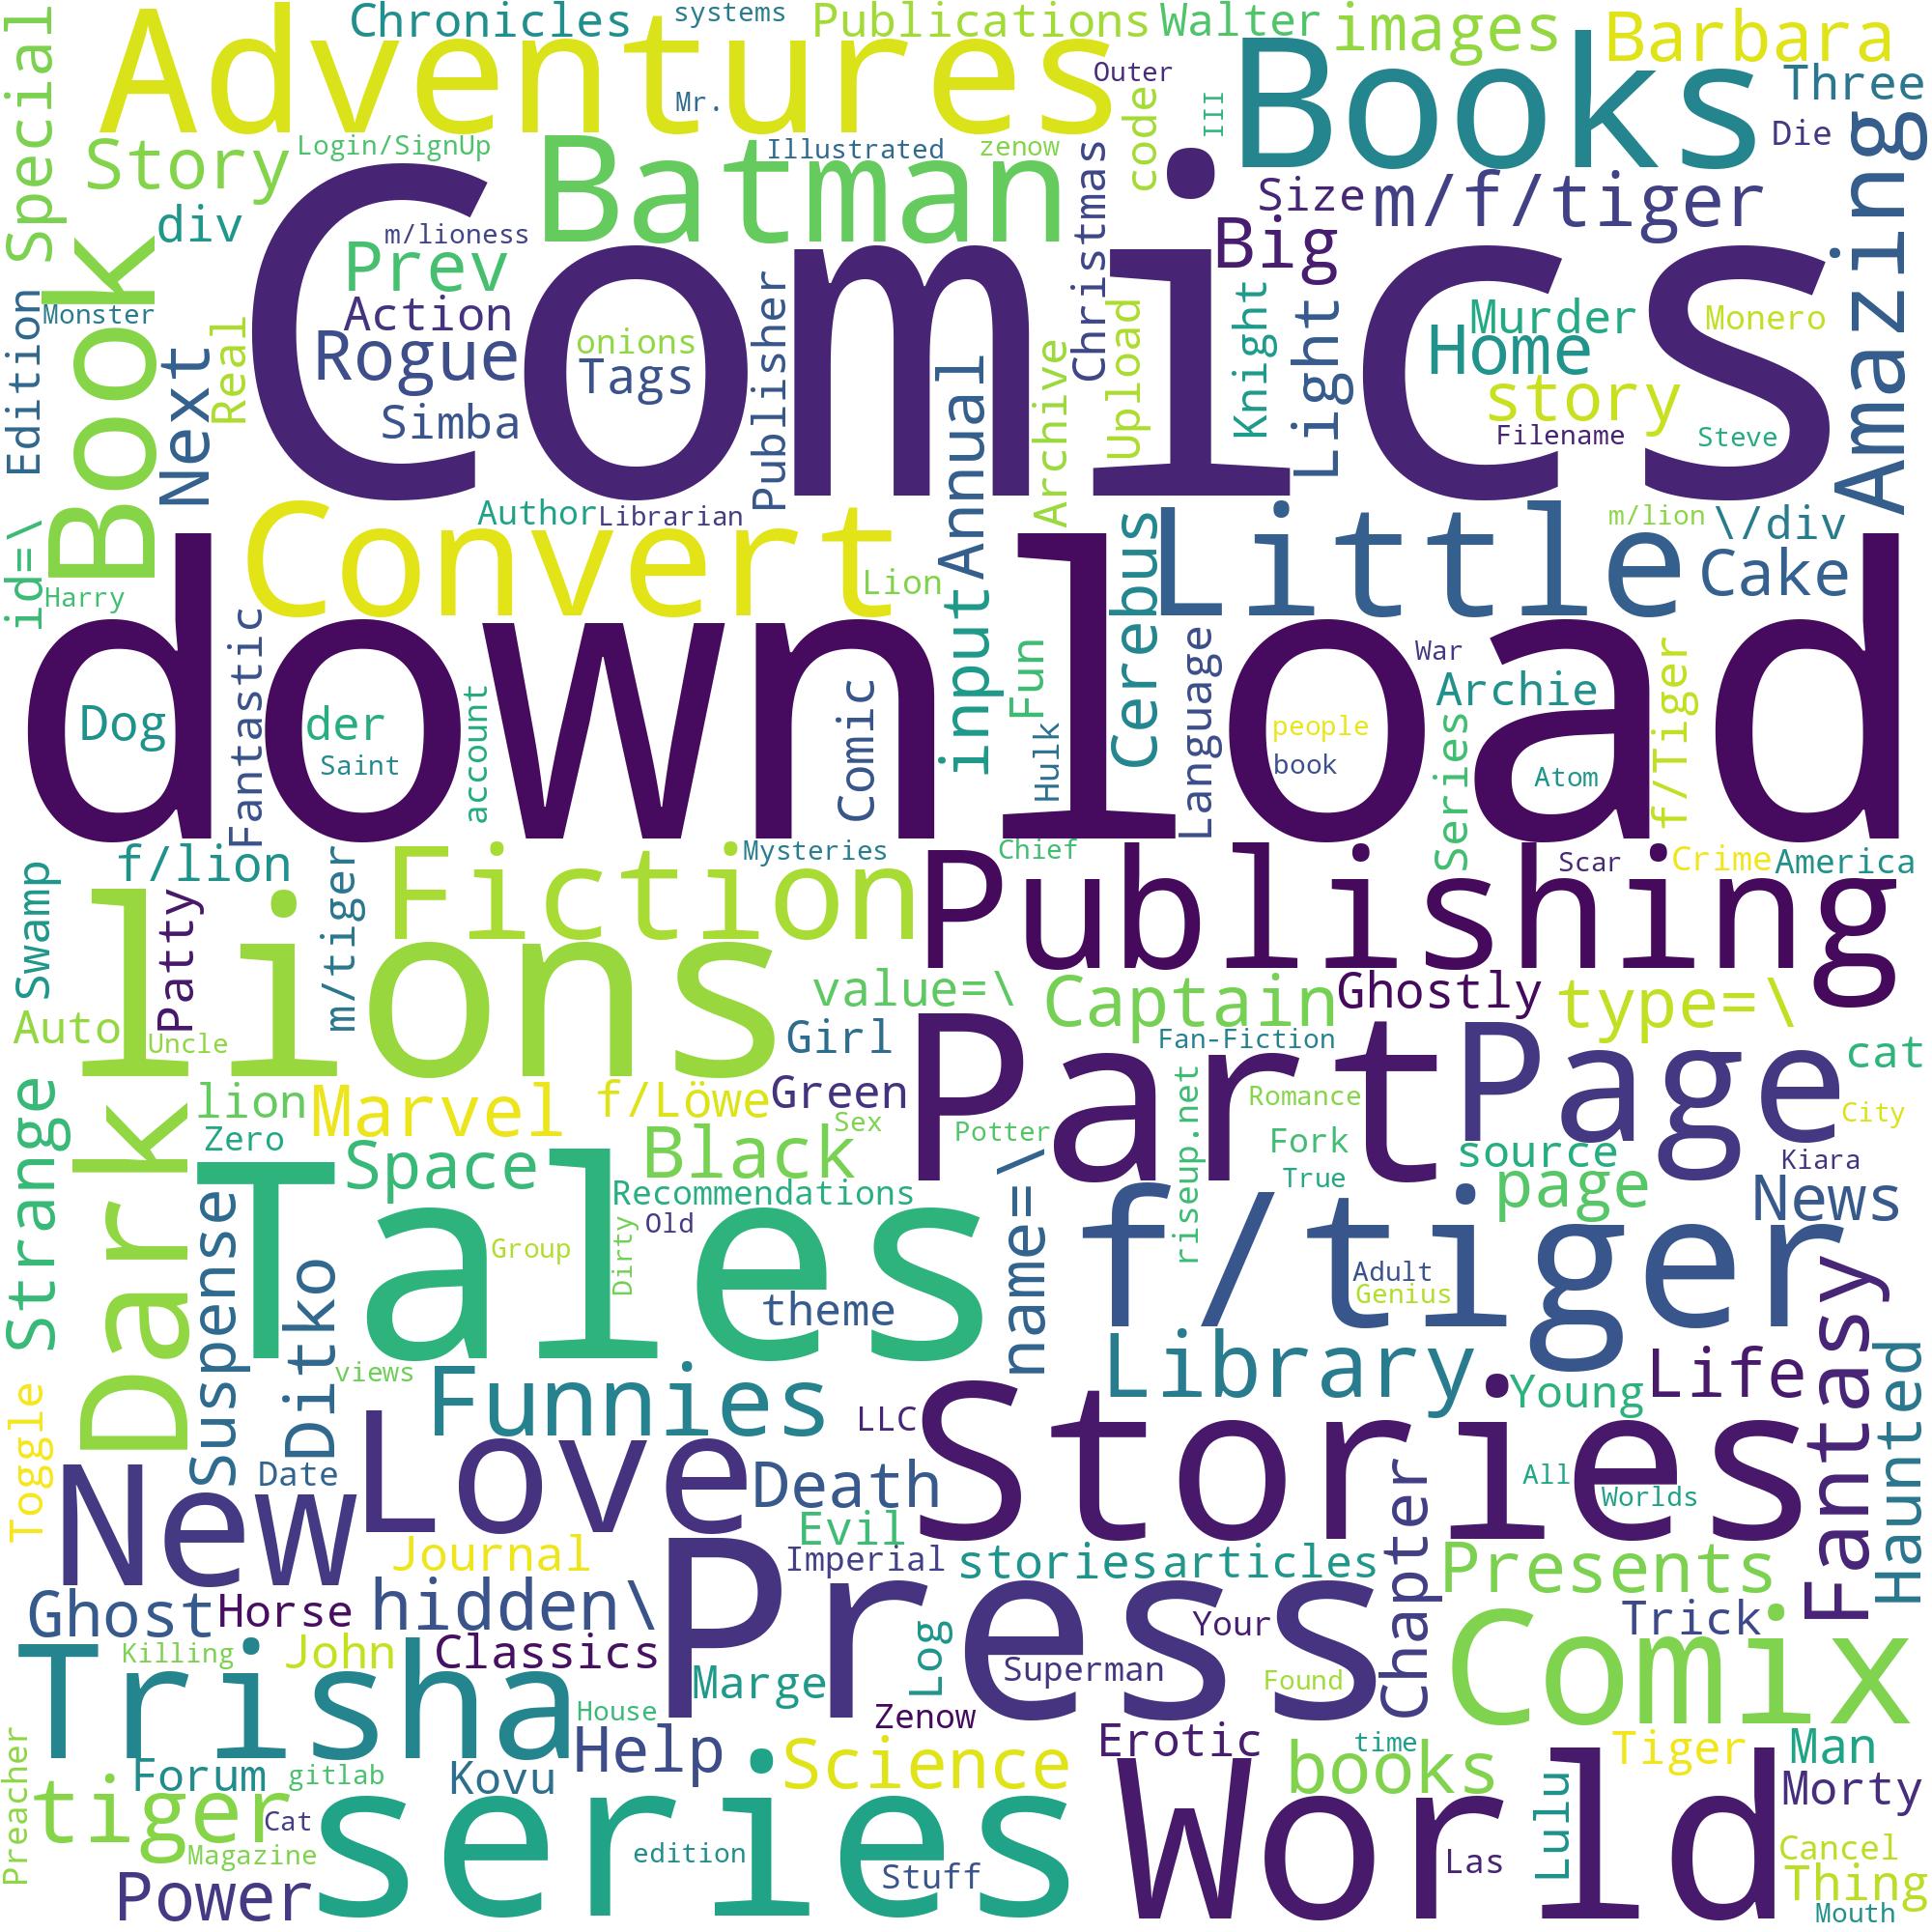 Chronicles
systems
Publications
Walter
images
Barbara
Special
Adventures
Outer
Books
Three
Mr.
code
III
Die
Amazing
Story
Login/SignUp
Batman
Illustrated
zenow
Christmas
Size
m/f/tiger
div
m/lioness
Big
Book
Prev
Comics
Publisher
Edition
Monster
Action
Knight
Light
Murder
Monero
Real
Next
Rogue
onions
Tags
Annual
Archive
Upload
Home
story
Simba
Filename
Steve
Author
Librarian
Convert
Little
m/lion
\/div
id=\
Harry
Lion
Cerebus
Cake
input
download
Fantastic
Fun
Language
War
Archie
f/Tiger
Dog
der
Saint
account
Comic
Hulk
people
book
Series
Atom
Swamp
f/lion
Mysteries
Chief
Scar
Crime
America
Patty
m/tiger
Fiction
Publishing
lions
value=\
Captain
Ghostly
type=\
Auto
Uncle
Girl
Part
Fan-Fiction
Page
cat
Strange
Dark
lion
Marvel
f/Löwe
Green
Sex
riseup.net
Romance
City
Zero
Space
Black
Potter
Fork
source
Kiara
Tales
Recommendations
True
page
News
Old
name=\
f/tiger
Suspense
Ditko
Group
Dirty
Adult
Genius
Fantasy
theme
Library
Haunted
views
Funnies
Young
Life
Toggle
LLC
Stories
New
Date
Love
Death
All
Worlds
Evil
Chapter
Journal
Imperial
stories
articles
Presents
Ghost
Horse
hidden\
Press
Your
Trick
Comix
Trisha
Killing
John
Classics
Marge
Log
Superman
Found
House
Zenow
Preacher
Help
Erotic
time
Tiger
Man
Forum
gitlab
Kovu
Science
books
Morty
tiger
Cat
series
World
Lulu
Magazine
edition
Las
Cancel
Power
Stuff
Thing
Mouth